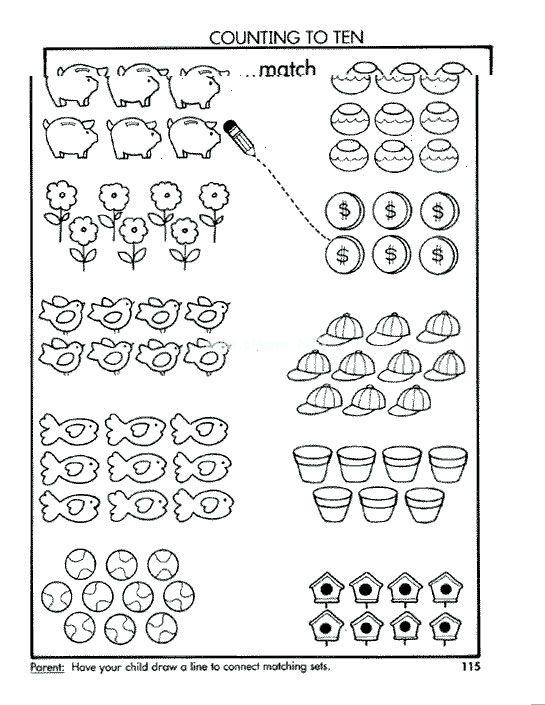 COUNTING TO TEN
...match
$ $ $
$ $ $
Parent: Have your child draw a line to connect matching sets.
115